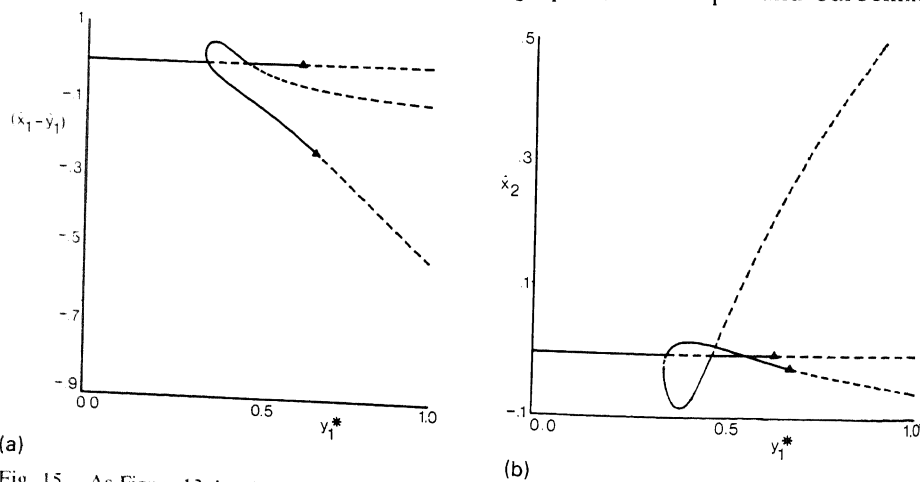 and
1
-.1
(ẋ₁-ẏ₁)
-.3
-.5
-.7
-.9
0 0
0.5
1.0
y₁*
(a)
.5
.3
ẋ₂
.1
-.1
0.0
0.5
1.0
y₁*
(b)
Fig. 15. As